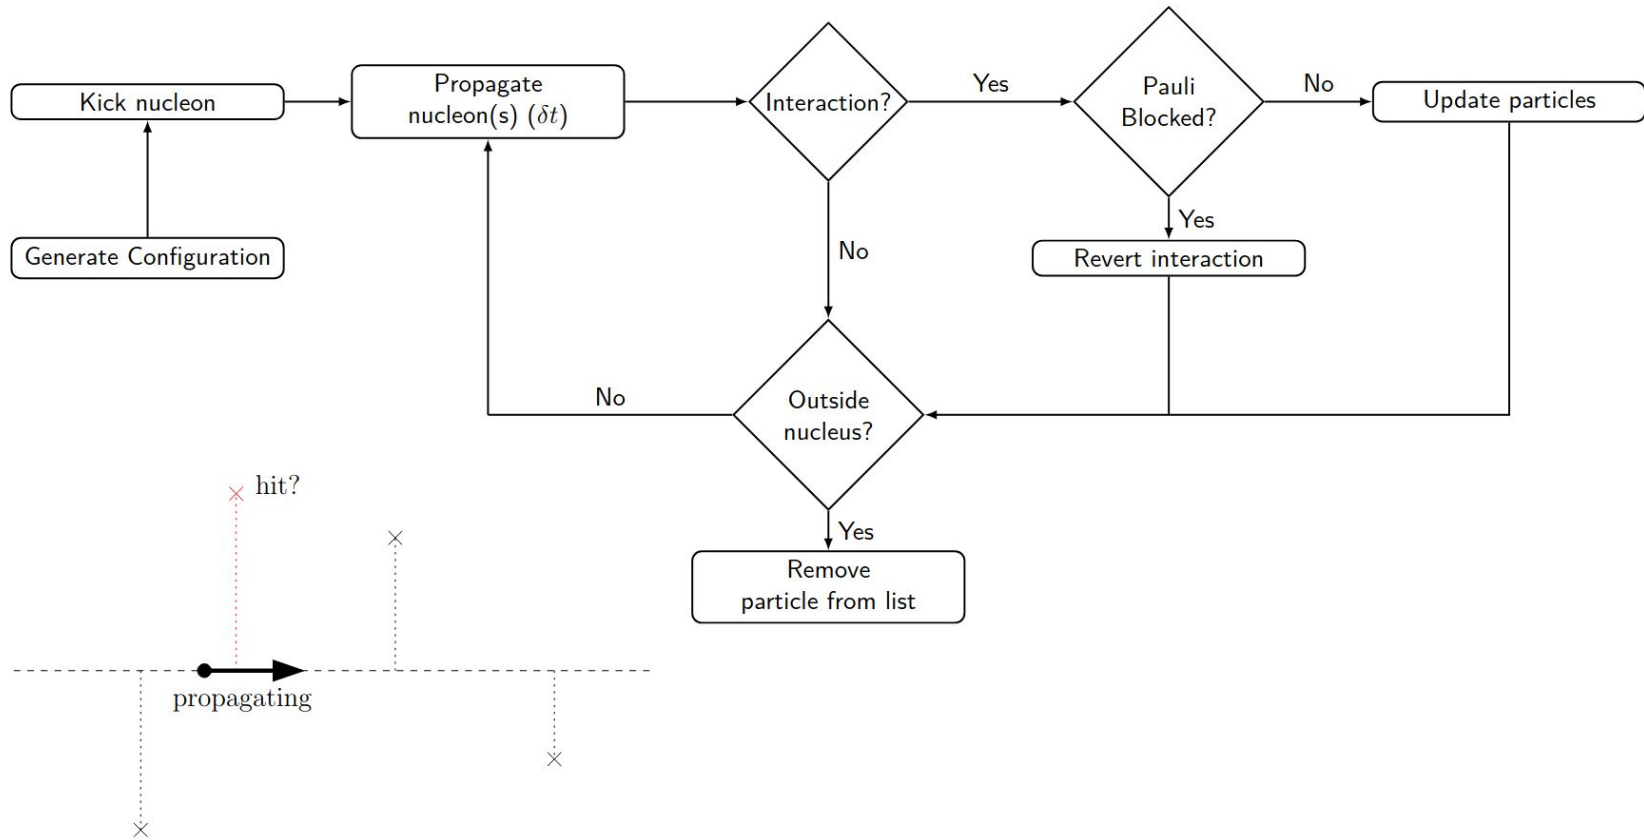 Kick nucleon
Propagate
nucleon(s) (δt)
Interaction?
Yes
Pauli
Blocked?
No
Update particles
Generate Configuration
No
Yes
Revert interaction
No
Outside
nucleus?
Yes
Remove
particle from list
hit?
propagating